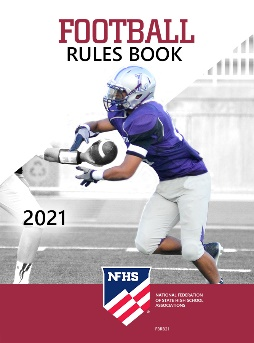 FOOTBALL
RULES BOOK
2021
NFHS
®
NATIONAL FEDERATION
OF STATE HIGH SCHOOL
ASSOCIATIONS